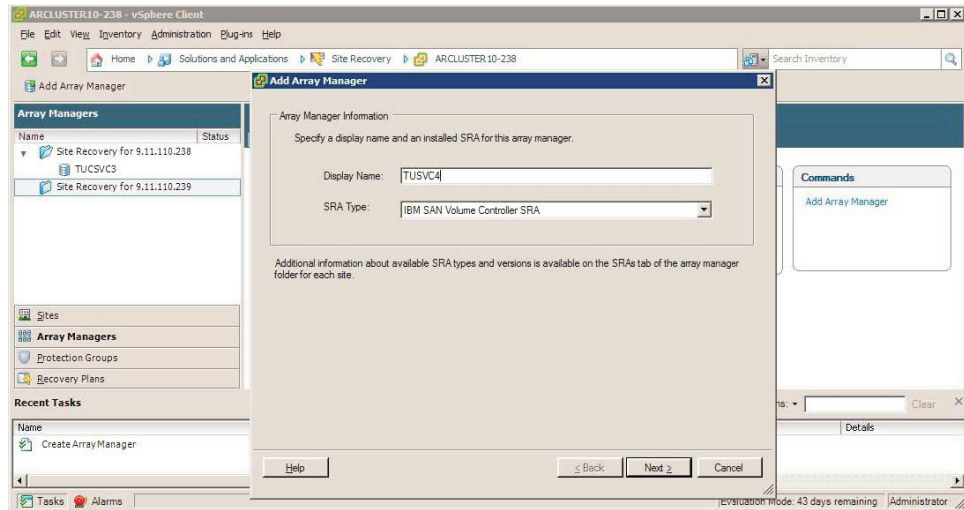 ARCLUSTER10-238 - vSphere Client
File Edit View Inventory Administration Plug-ins Help
Home Solutions and Applications Site Recovery ARCLUSTER10-238
Search Inventory
Add Array Manager
Array Managers
Name Status
Site Recovery for 9.11.110.238
TUCSVC3
Site Recovery for 9.11.110.239
Sites
Array Managers
Protection Groups
Recovery Plans
Add Array Manager
Array Manager Information
Specify a display name and an installed SRA for this array manager.
Display Name: TUSVC4
SRA Type: IBM SAN Volume Controller SRA
Additional information about available SRA types and versions is available on the SRAs tab of the array manager
folder for each site.
Help < Back Next > Cancel
Commands
Add Array Manager
Recent Tasks
Clear
Name Details
Create Array Manager
Tasks Alarms
Evaluation Mode: 43 days remaining Administrator